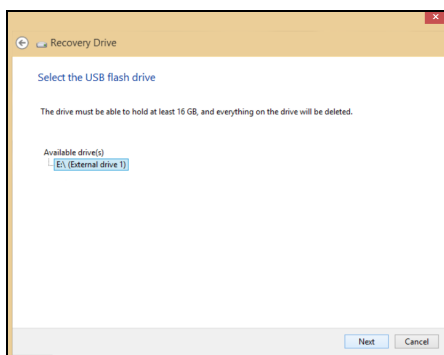 Recovery Drive
Select the USB flash drive
The drive must be able to hold at least 16 GB, and everything on the drive will be deleted.
Available drive(s)
E:\ (External drive 1)
Next Cancel